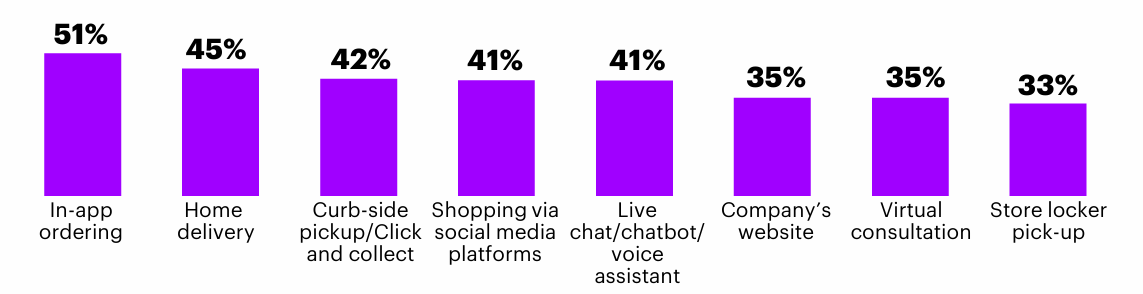 51%
45%
42%
41%
41%
35%
35%
33%
In-app
ordering
Home
delivery
Curb-side
pickup/Click
and collect
Shopping via
social media
platforms
Live
chat/chatbot/
voice
assistant
Company’s
website
Virtual
consultation
Store locker
pick-up